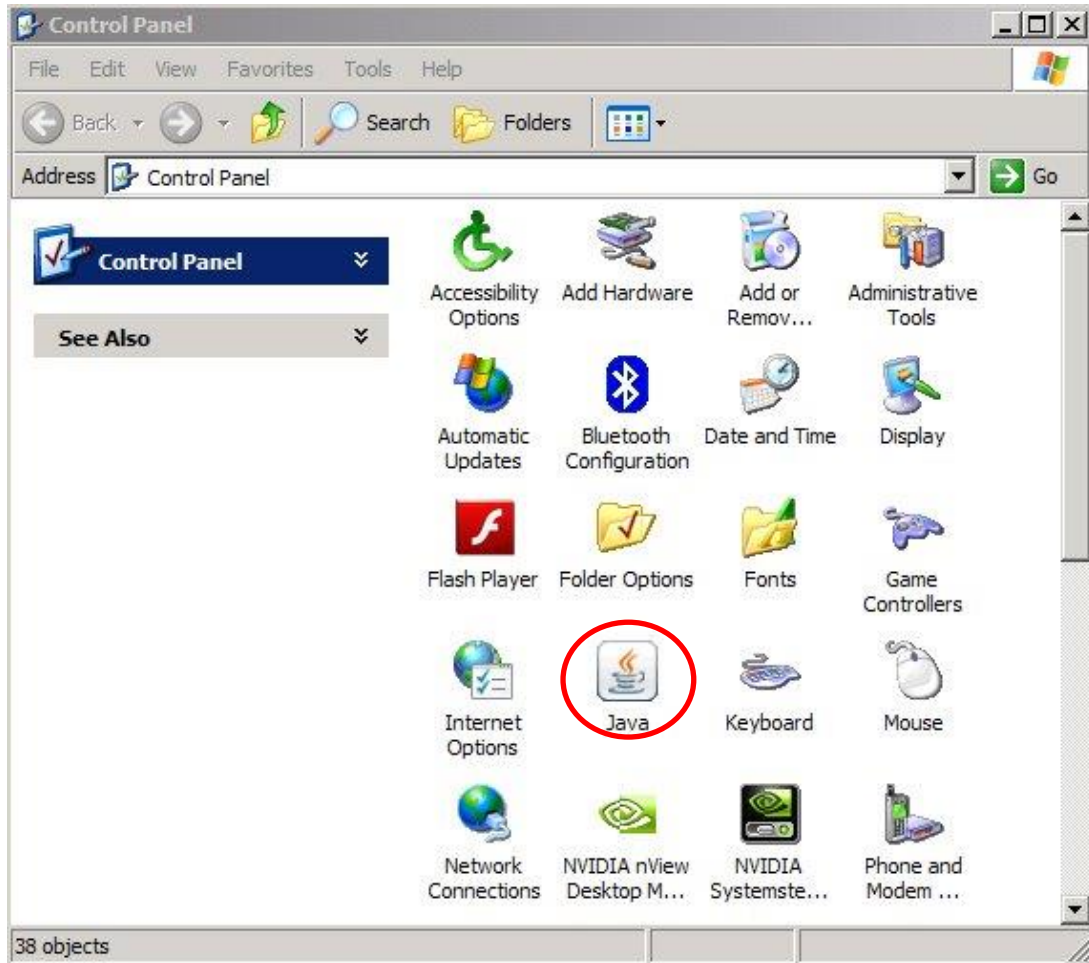 Control Panel
File Edit View Favorites Tools Help
Back Search Folders
Address Control Panel Go
Control Panel
See Also
Accessibility Options
Add Hardware
Add or Remov...
Administrative Tools
Automatic Updates
Bluetooth Configuration
Date and Time
Display
Flash Player
Folder Options
Fonts
Game Controllers
Internet Options
Java
Keyboard
Mouse
Network Connections
NVIDIA nView Desktop M...
NVIDIA Systemste...
Phone and Modem ...
38 objects